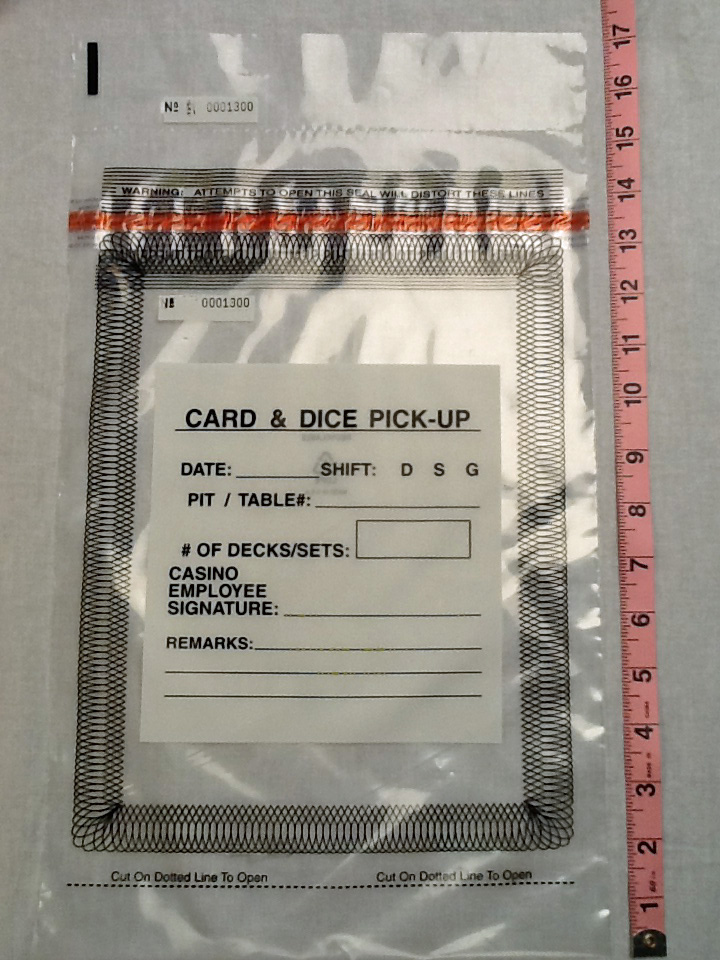 Nº 0001300
WARNING: ATTEMPTS TO OPEN THIS SEAL WILL DISTORT THESE LINES
0001300
CARD & DICE PICK-UP
DATE: SHIFT: D S G
PIT / TABLE#:
# OF DECKS/SETS:
CASINO
EMPLOYEE
SIGNATURE:
REMARKS:
Cut On Dotted Line To Open Cut On Dotted Line To Open
17
16
15
14
13
12
11
10
9
8
7
6
5
4
3
2
1